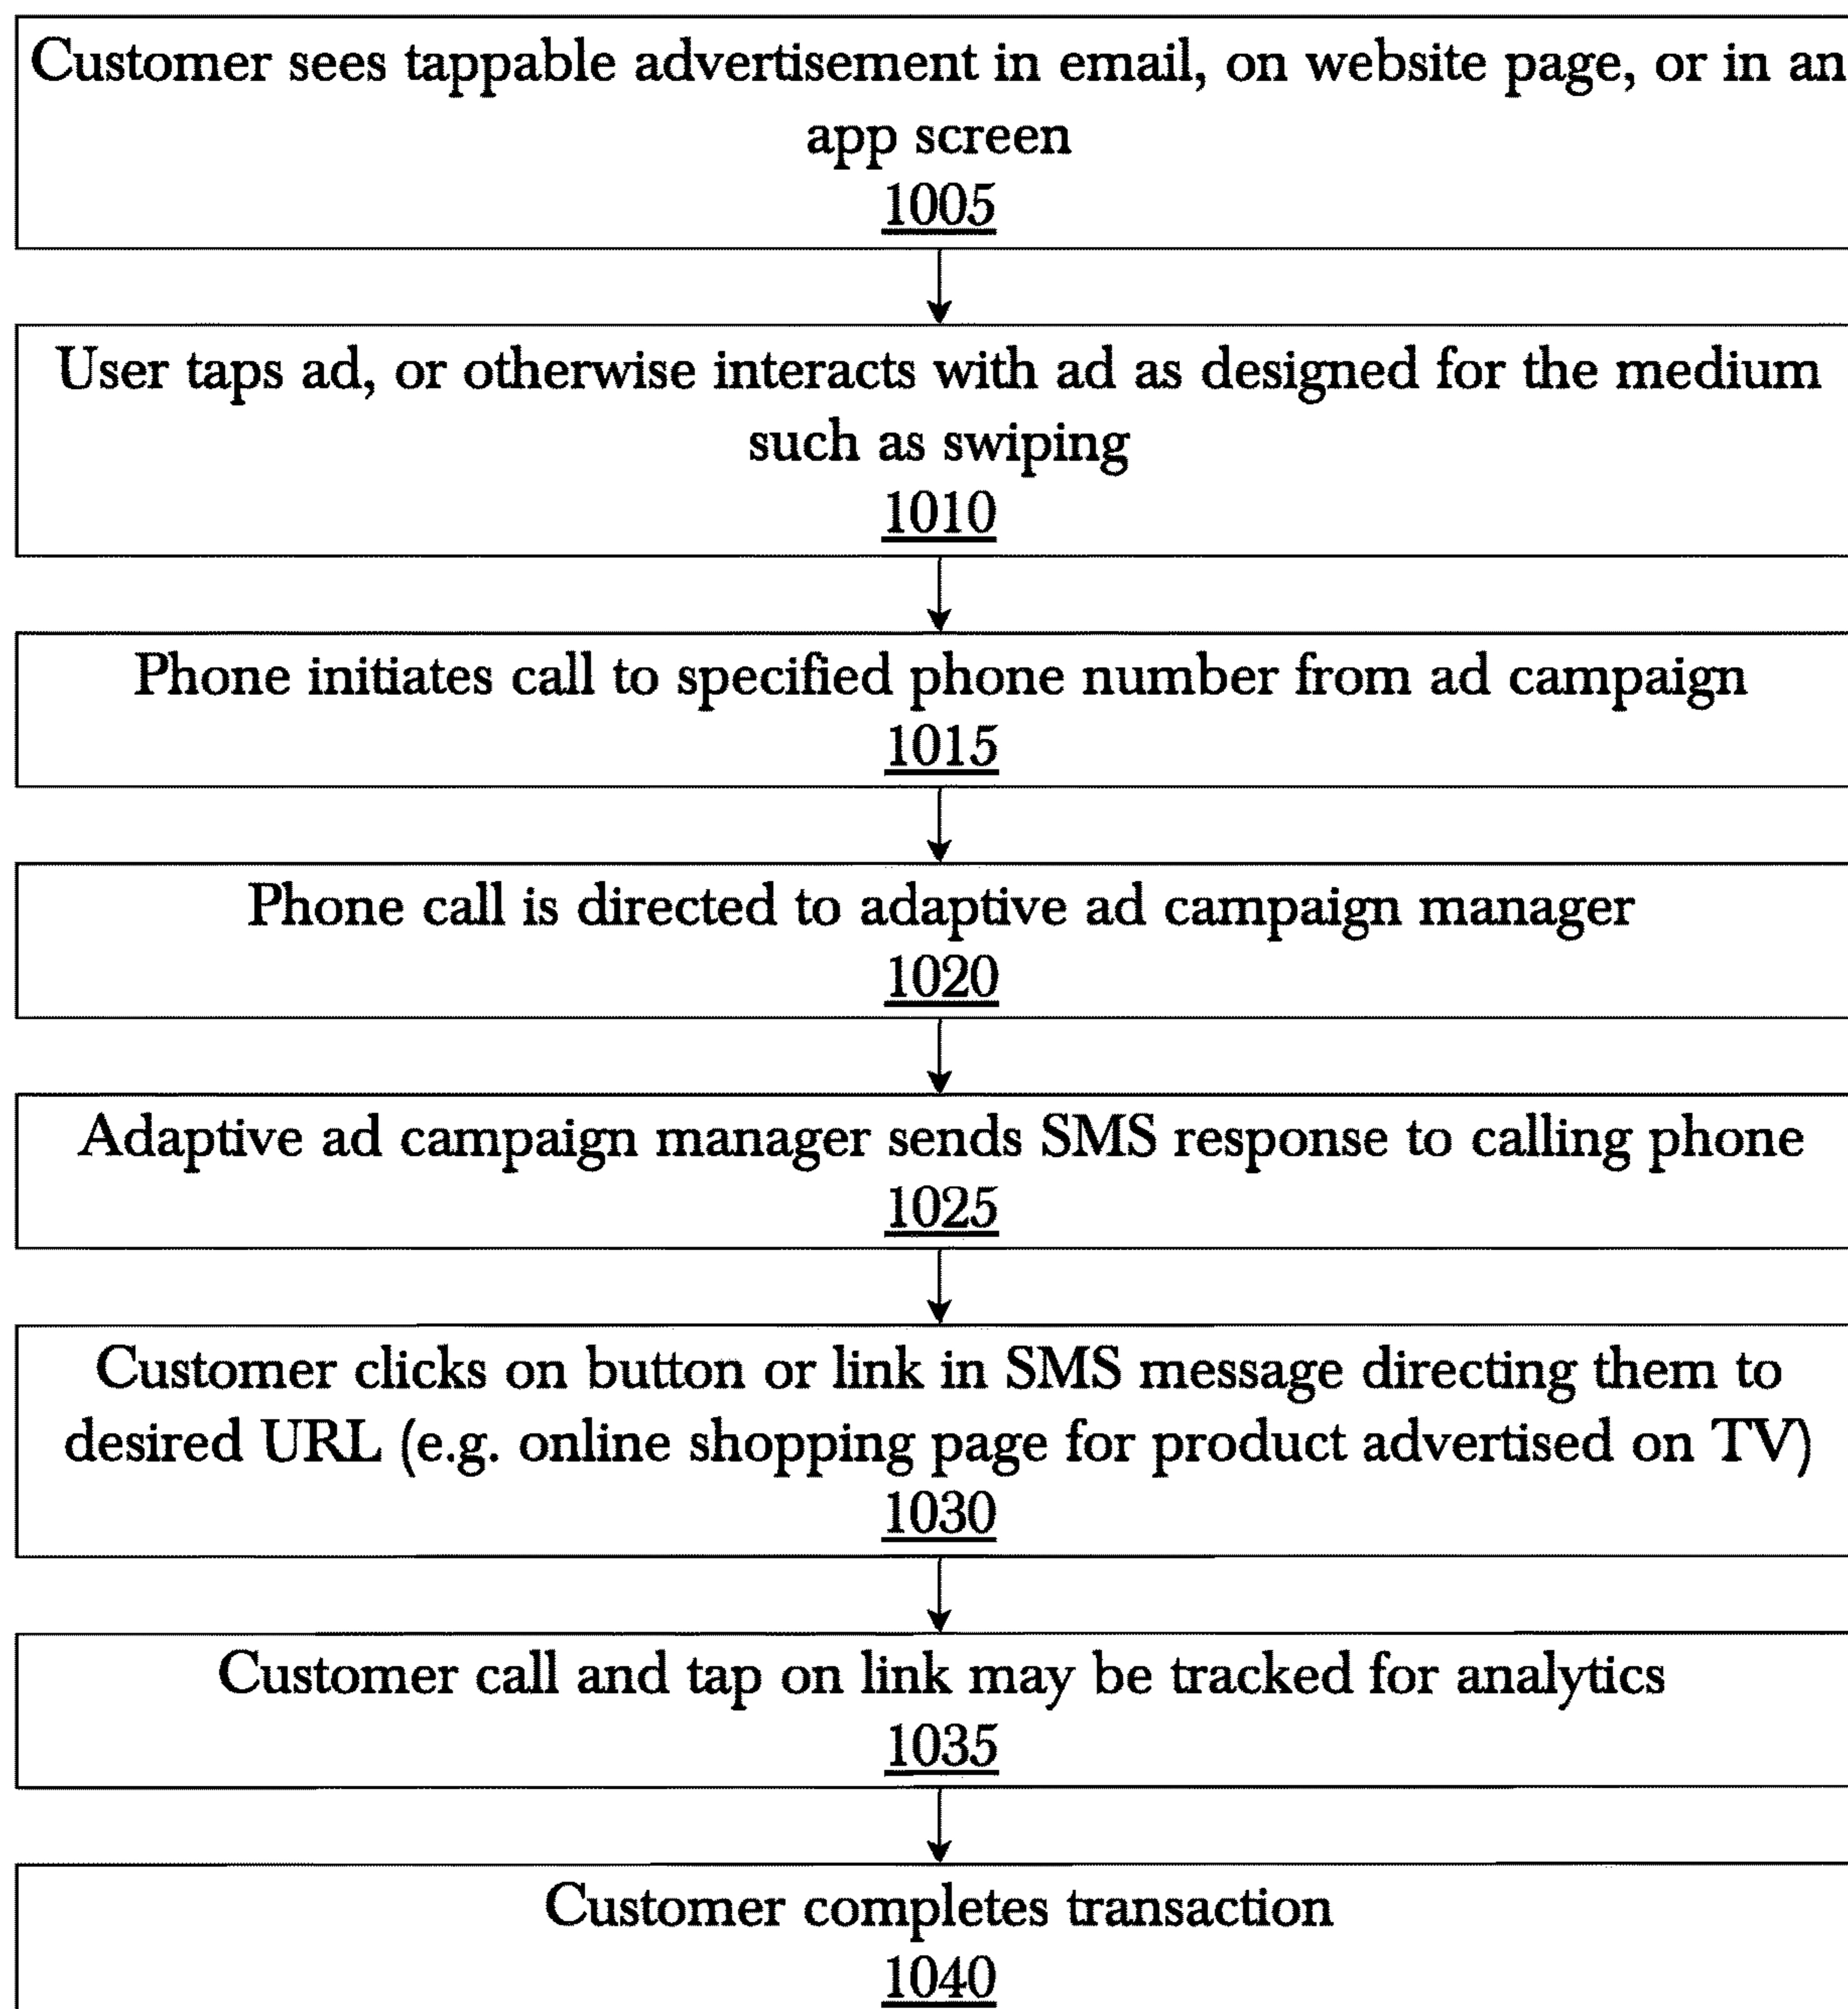 Customer sees tappable advertisement in email, on website page, or in an
app screen
1005
User taps ad, or otherwise interacts with ad as designed for the medium
such as swiping
1010
Phone initiates call to specified phone number from ad campaign
1015
Phone call is directed to adaptive ad campaign manager
1020
Adaptive ad campaign manager sends SMS response to calling phone
1025
Customer clicks on button or link in SMS message directing them to
desired URL (e.g. online shopping page for product advertised on TV)
1030
Customer call and tap on link may be tracked for analytics
1035
Customer completes transaction
1040